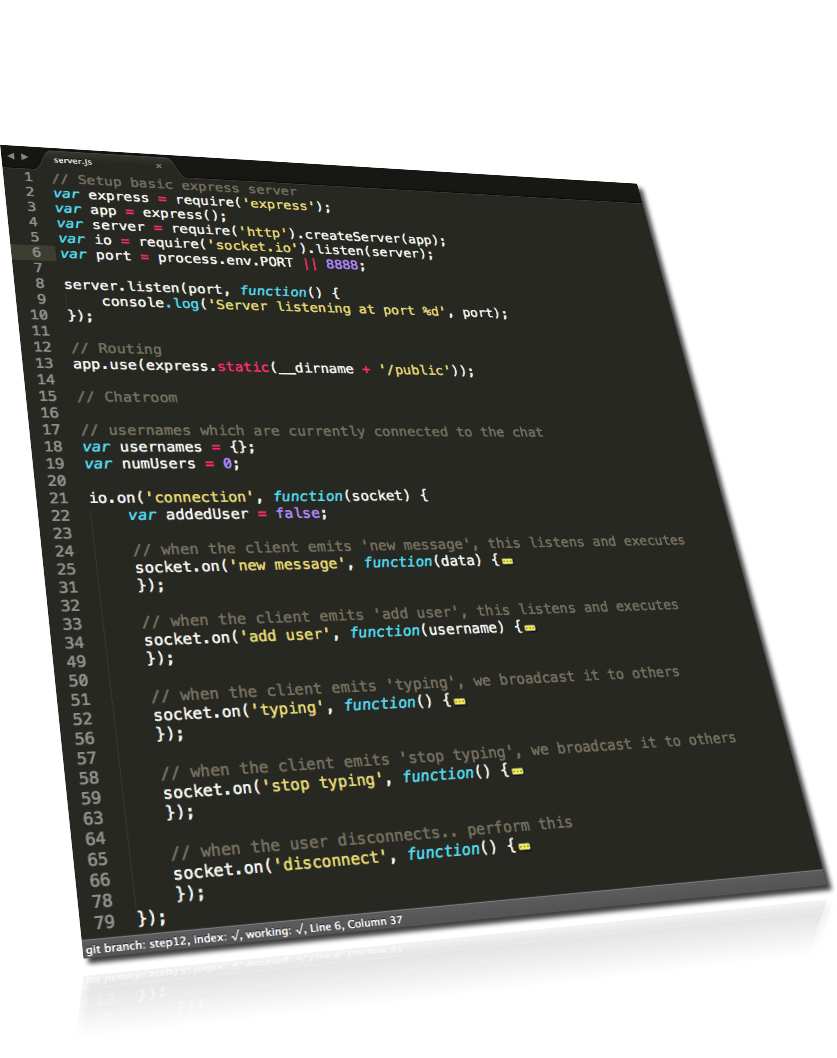 server.js
1 // Setup basic express server
2 var express = require('express');
3 var app = express();
4 var server = require('http').createServer(app);
5 var io = require('socket.io').listen(server);
6 var port = process.env.PORT || 8888;
7
8 server.listen(port, function() {
9 console.log('Server listening at port %d', port);
10 });
11
12 // Routing
13 app.use(express.static(__dirname + '/public'));
14
15 // Chatroom
16
17 // usernames which are currently connected to the chat
18 var usernames = {};
19 var numUsers = 0;
20
21 io.on('connection', function(socket) {
22 var addedUser = false;
23
24 // when the client emits 'new message', this listens and executes
25 socket.on('new message', function(data) {
31 });
32
33 // when the client emits 'add user', this listens and executes
34 socket.on('add user', function(username) {
49 });
50
51 // when the client emits 'typing', we broadcast it to others
52 socket.on('typing', function() {
56 });
57
58 // when the client emits 'stop typing', we broadcast it to others
59 socket.on('stop typing', function() {
63 });
64
65 // when the user disconnects.. perform this
66 socket.on('disconnect', function() {
78 });
79 });
git branch: step12, index: √, working: √, Line 6, Column 37